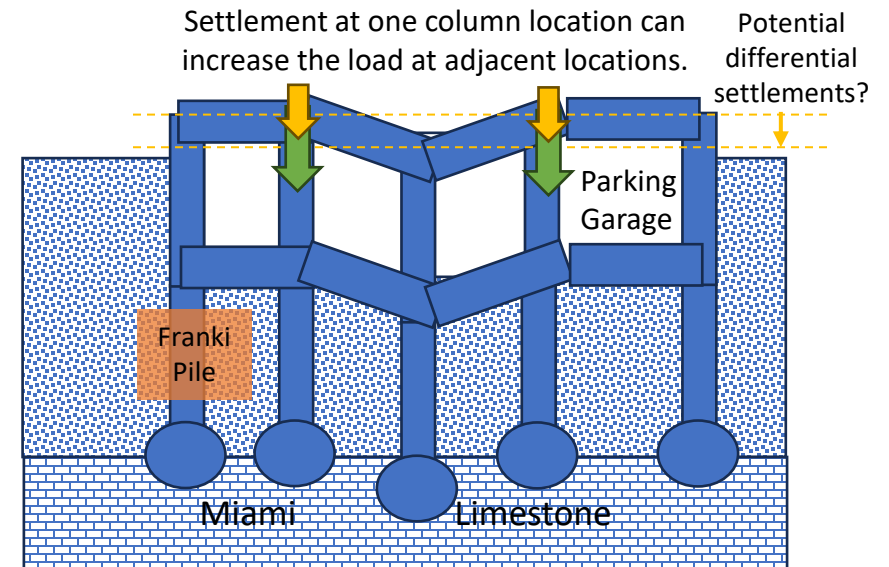 Settlement at one column location can
increase the load at adjacent locations.
Potential
differential
settlements?
Parking
Garage
Franki
Pile
Miami Limestone